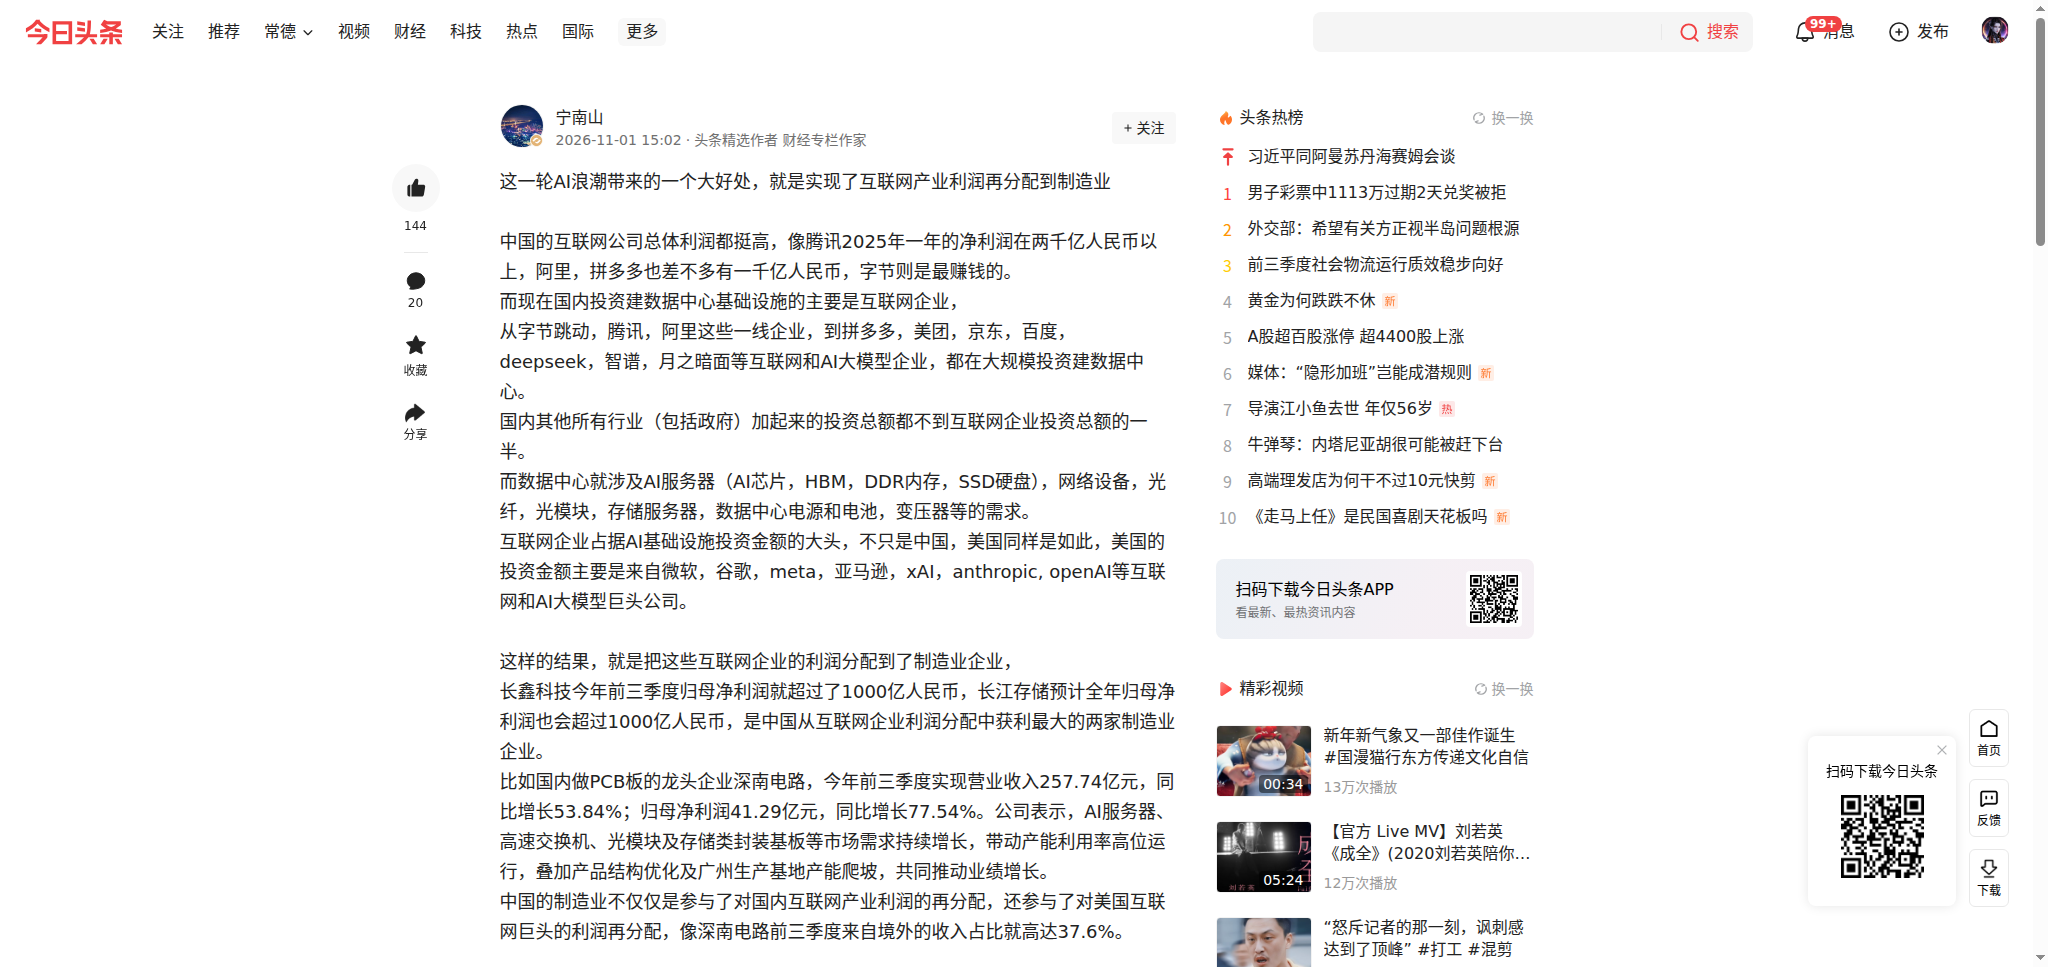 今日头条
关注 推荐 常德 视频 财经 科技 热点 国际 更多
搜索
99+
消息
发布
宁南山
2026-11-01 15:02 · 头条精选作者 财经专栏作家
+ 关注
144
20
收藏
分享
这一轮AI浪潮带来的一个大好处，就是实现了互联网产业利润再分配到制造业
中国的互联网公司总体利润都挺高，像腾讯2025年一年的净利润在两千亿人民币以
上，阿里，拼多多也差不多有一千亿人民币，字节则是最赚钱的。
而现在国内投资建数据中心基础设施的主要是互联网企业，
从字节跳动，腾讯，阿里这些一线企业，到拼多多，美团，京东，百度，
deepseek，智谱，月之暗面等互联网和AI大模型企业，都在大规模投资建数据中
心。
国内其他所有行业（包括政府）加起来的投资总额都不到互联网企业投资总额的一
半。
而数据中心就涉及AI服务器（AI芯片，HBM，DDR内存，SSD硬盘），网络设备，光
纤，光模块，存储服务器，数据中心电源和电池，变压器等的需求。
互联网企业占据AI基础设施投资金额的大头，不只是中国，美国同样是如此，美国的
投资金额主要是来自微软，谷歌，meta，亚马逊，xAI，anthropic, openAI等互联
网和AI大模型巨头公司。
这样的结果，就是把这些互联网企业的利润分配到了制造业企业，
长鑫科技今年前三季度归母净利润就超过了1000亿人民币，长江存储预计全年归母净
利润也会超过1000亿人民币，是中国从互联网企业利润分配中获利最大的两家制造业
企业。
比如国内做PCB板的龙头企业深南电路，今年前三季度实现营业收入257.74亿元，同
比增长53.84%；归母净利润41.29亿元，同比增长77.54%。公司表示，AI服务器、
高速交换机、光模块及存储类封装基板等市场需求持续增长，带动产能利用率高位运
行，叠加产品结构优化及广州生产基地产能爬坡，共同推动业绩增长。
中国的制造业不仅仅是参与了对国内互联网产业利润的再分配，还参与了对美国互联
网巨头的利润再分配，像深南电路前三季度来自境外的收入占比就高达37.6%。
头条热榜
换一换
习近平同阿曼苏丹海赛姆会谈
1 男子彩票中1113万过期2天兑奖被拒
2 外交部：希望有关方正视半岛问题根源
3 前三季度社会物流运行质效稳步向好
4 黄金为何跌跌不休 新
5 A股超百股涨停 超4400股上涨
6 媒体：“隐形加班”岂能成潜规则 新
7 导演江小鱼去世 年仅56岁 热
8 牛弹琴：内塔尼亚胡很可能被赶下台
9 高端理发店为何干不过10元快剪 新
10 《走马上任》是民国喜剧天花板吗 新
扫码下载今日头条APP
看最新、最热资讯内容
精彩视频
换一换
新年新气象又一部佳作诞生
#国漫猫行东方传递文化自信
00:34
13万次播放
【官方 Live MV】刘若英
《成全》(2020刘若英陪你...
05:24
12万次播放
“怒斥记者的那一刻，讽刺感
达到了顶峰” #打工 #混剪
扫码下载今日头条
首页
反馈
下载